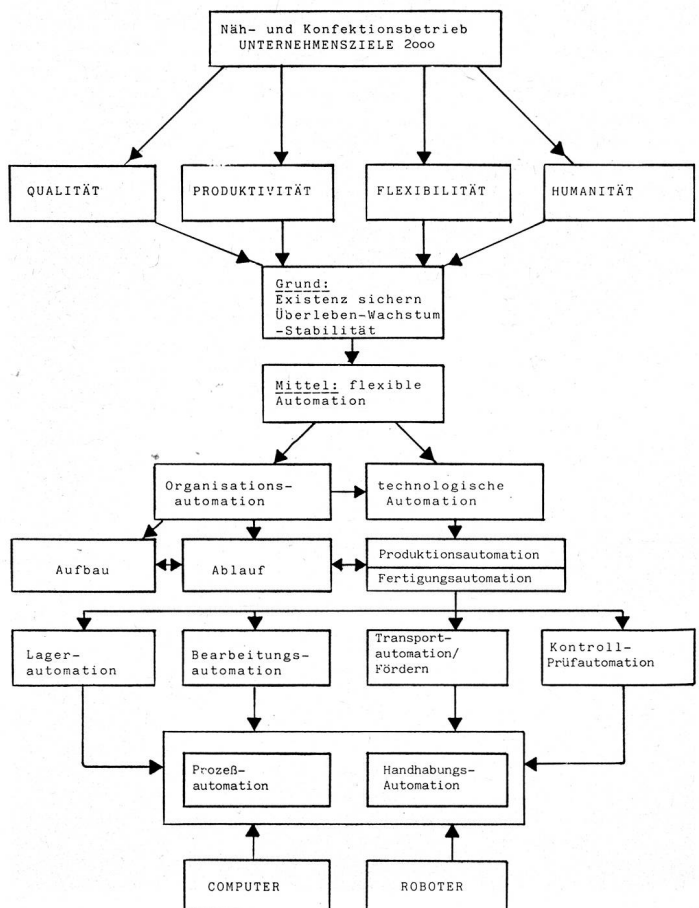 Näh- und Konfektionsbetrieb
UNTERNEHMENSZIELE 2ooo
QUALITÄT
PRODUKTIVITÄT
FLEXIBILITÄT
HUMANITÄT
Grund:
Existenz sichern
Überleben-Wachstum
-Stabilität
Mittel: flexible
Automation
Organisations-
automation
technologische
Automation
Aufbau
Ablauf
Produktionsautomation
Fertigungsautomation
Lager-
automation
Bearbeitungs-
automation
Transport-
automation/
Fördern
Kontroll-
Prüfautomation
Prozeß-
automation
Handhabungs-
Automation
COMPUTER
ROBOTER